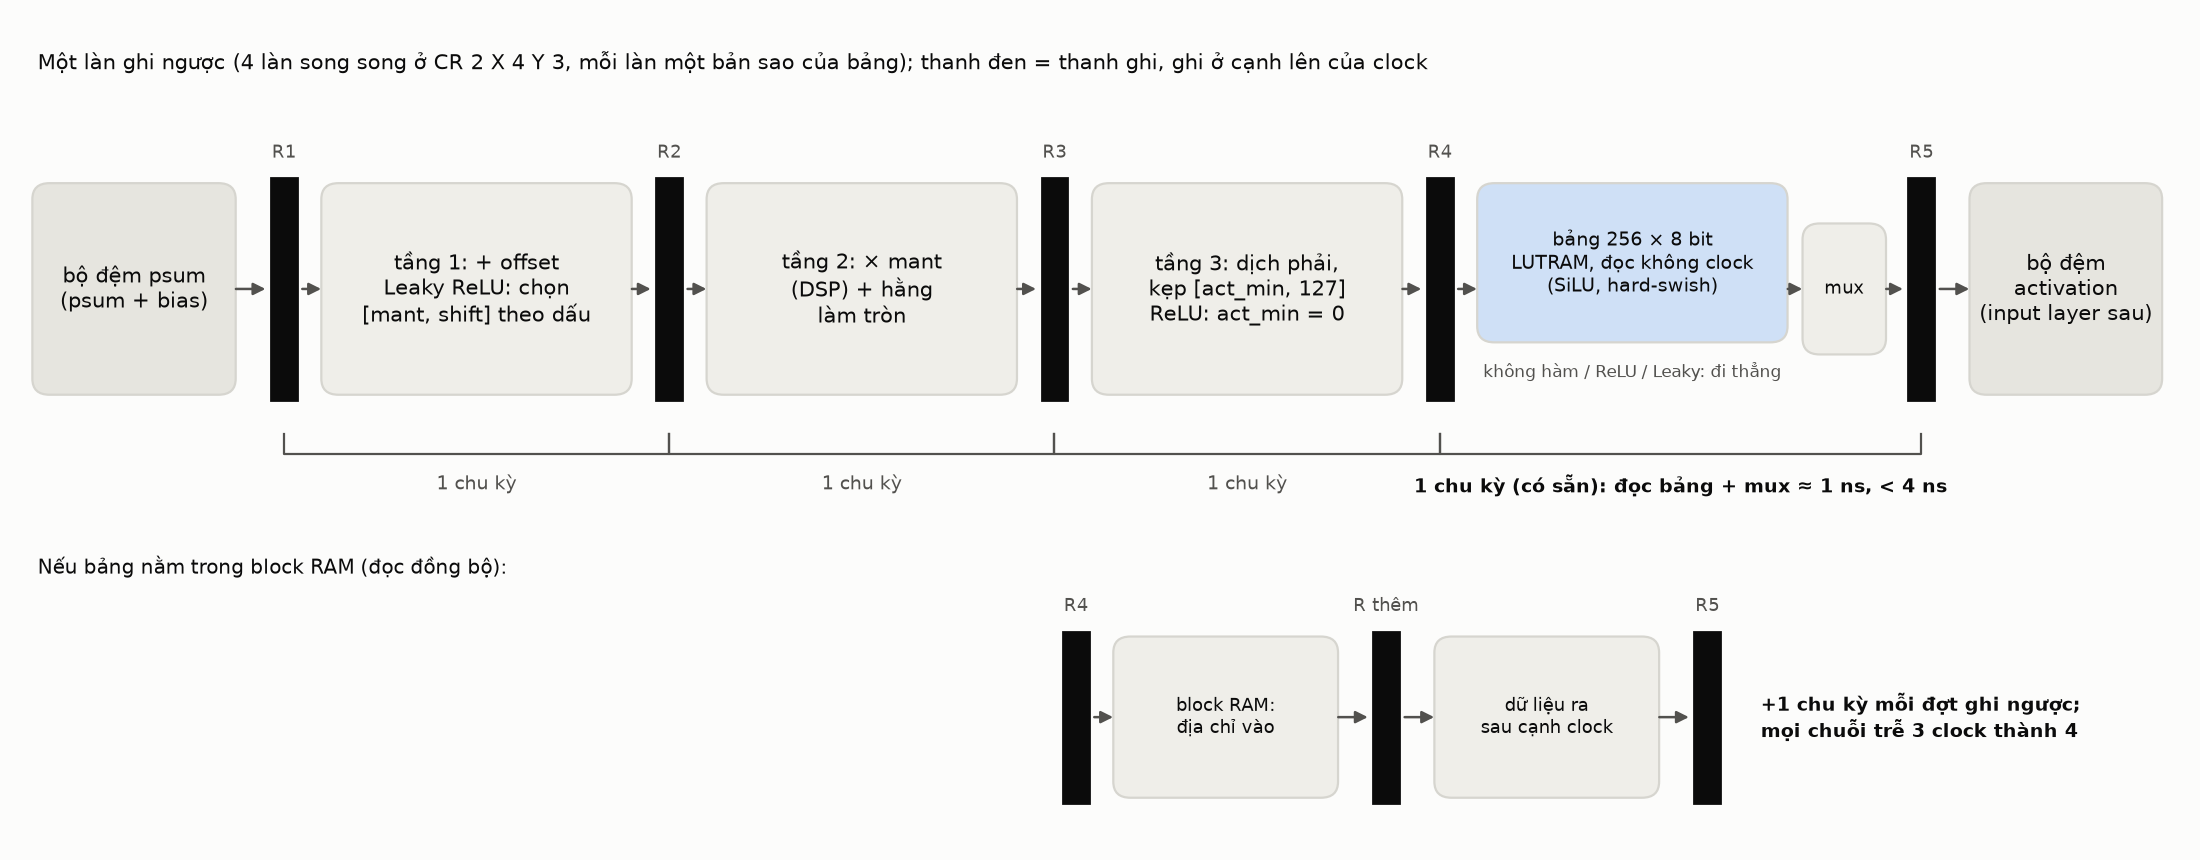 Một làn ghi ngược (4 làn song song ở CR 2 X 4 Y 3, mỗi làn một bản sao của bảng); thanh đen = thanh ghi, ghi ở cạnh lên của clock
R1
R2
R3
R4
R5
bộ đệm psum
(psum + bias)
tầng 1: + offset
Leaky ReLU: chọn
[mant, shift] theo dấu
tầng 2: × mant
(DSP) + hằng
làm tròn
tầng 3: dịch phải,
kẹp [act_min, 127]
ReLU: act_min = 0
bảng 256 × 8 bit
LUTRAM, đọc không clock
(SiLU, hard-swish)
mux
bộ đệm
activation
(input layer sau)
không hàm / ReLU / Leaky: đi thẳng
1 chu kỳ
1 chu kỳ
1 chu kỳ
1 chu kỳ (có sẵn): đọc bảng + mux ≈ 1 ns, < 4 ns
Nếu bảng nằm trong block RAM (đọc đồng bộ):
R4
R thêm
R5
block RAM:
địa chỉ vào
dữ liệu ra
sau cạnh clock
+1 chu kỳ mỗi đợt ghi ngược;
mọi chuỗi trễ 3 clock thành 4